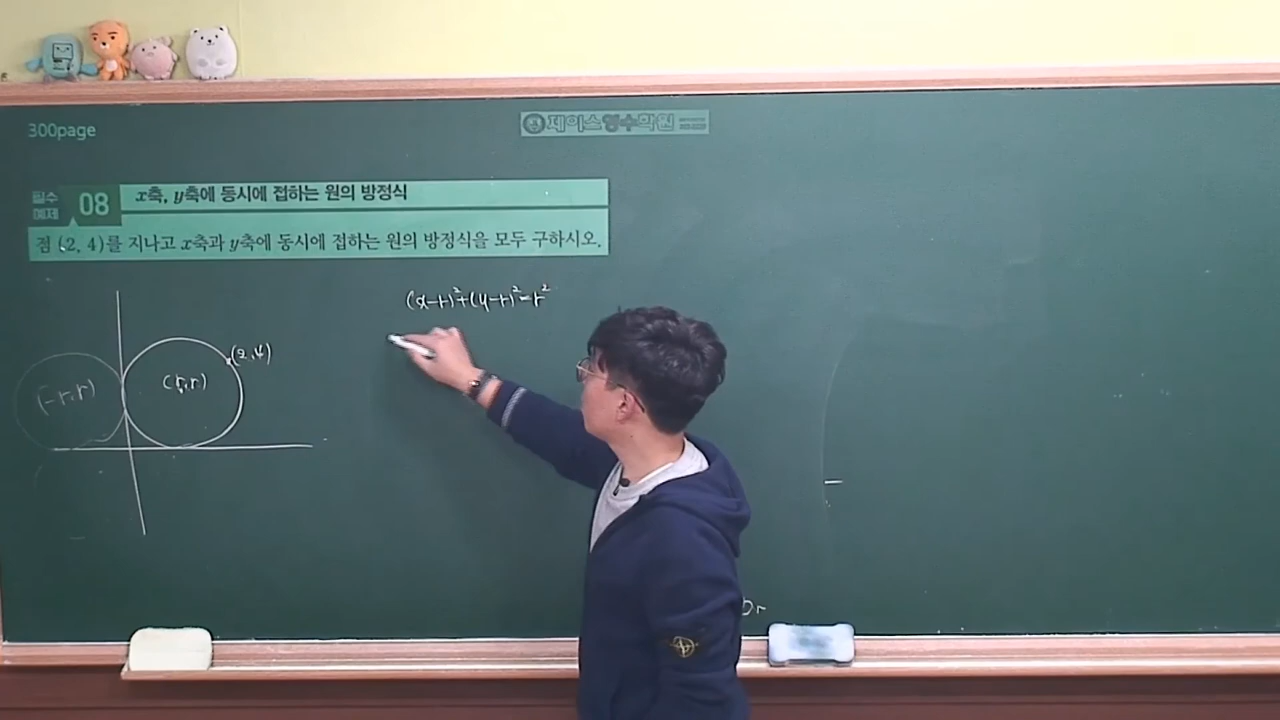 300page
제이스영수학원
필수 예제 08 x축, y축에 동시에 접하는 원의 방정식
점 (2, 4)를 지나고 x축과 y축에 동시에 접하는 원의 방정식을 모두 구하시오.
(x-r)²+(y-r)²=r²
(2,4)
(r,r)
(-r,r)